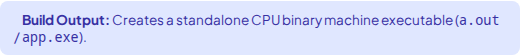 Build Output: Creates a standalone CPU binary machine executable (a.out
/app.exe).